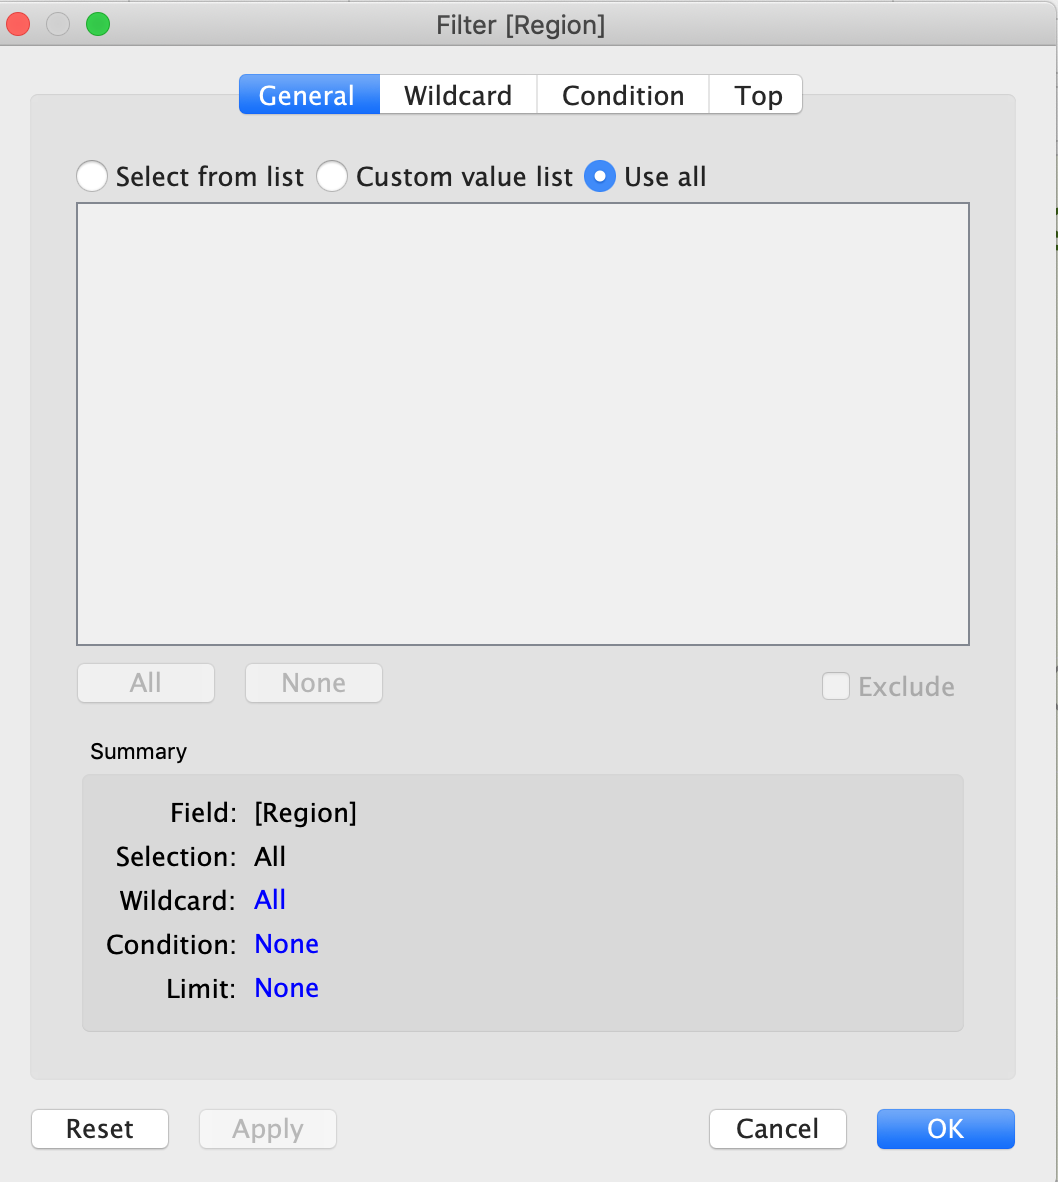 Filter [Region]
General Wildcard Condition Top
Select from list Custom value list Use all
All None Exclude
Summary
Field: [Region]
Selection: All
Wildcard: All
Condition: None
Limit: None
Reset Apply Cancel OK